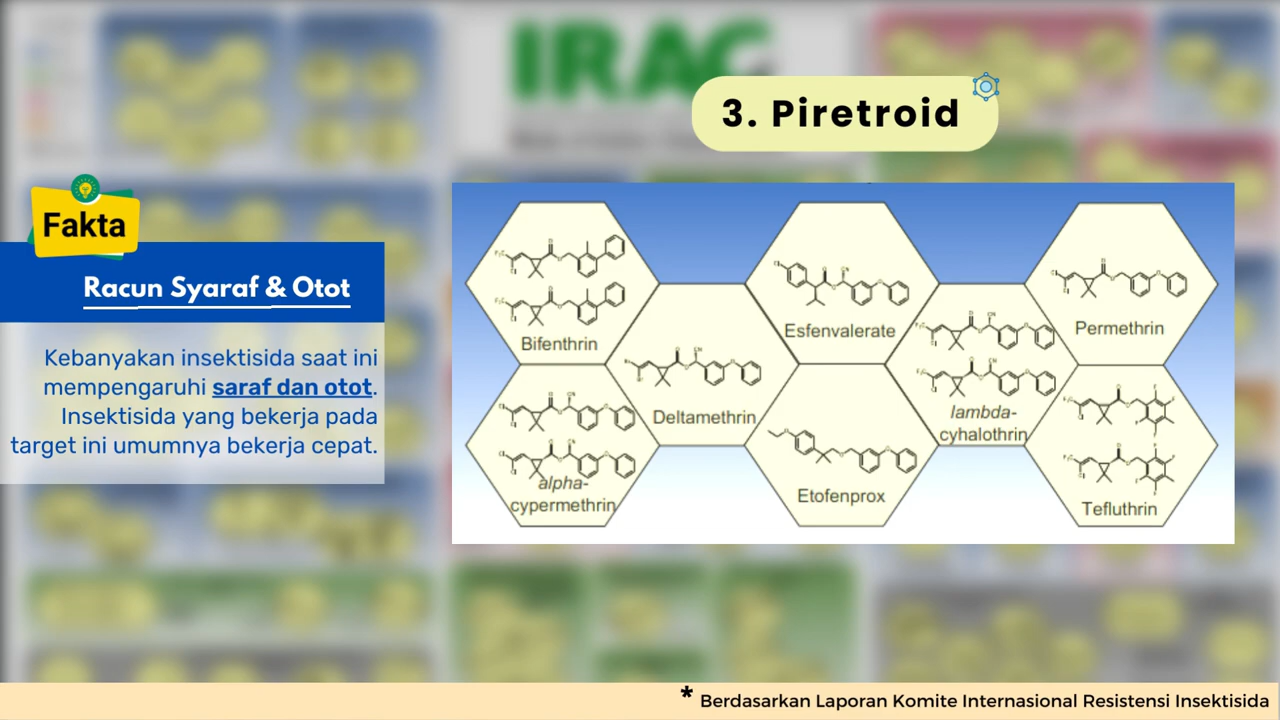 IRAC
3. Piretroid
Fakta
Racun Syaraf & Otot
Kebanyakan insektisida saat ini
mempengaruhi saraf dan otot.
Insektisida yang bekerja pada
target ini umumnya bekerja cepat.
Bifenthrin
Deltamethrin
alpha-
cypermethrin
Esfenvalerate
Etofenprox
lambda-
cyhalothrin
Permethrin
Tefluthrin
* Berdasarkan Laporan Komite Internasional Resistensi Insektisida